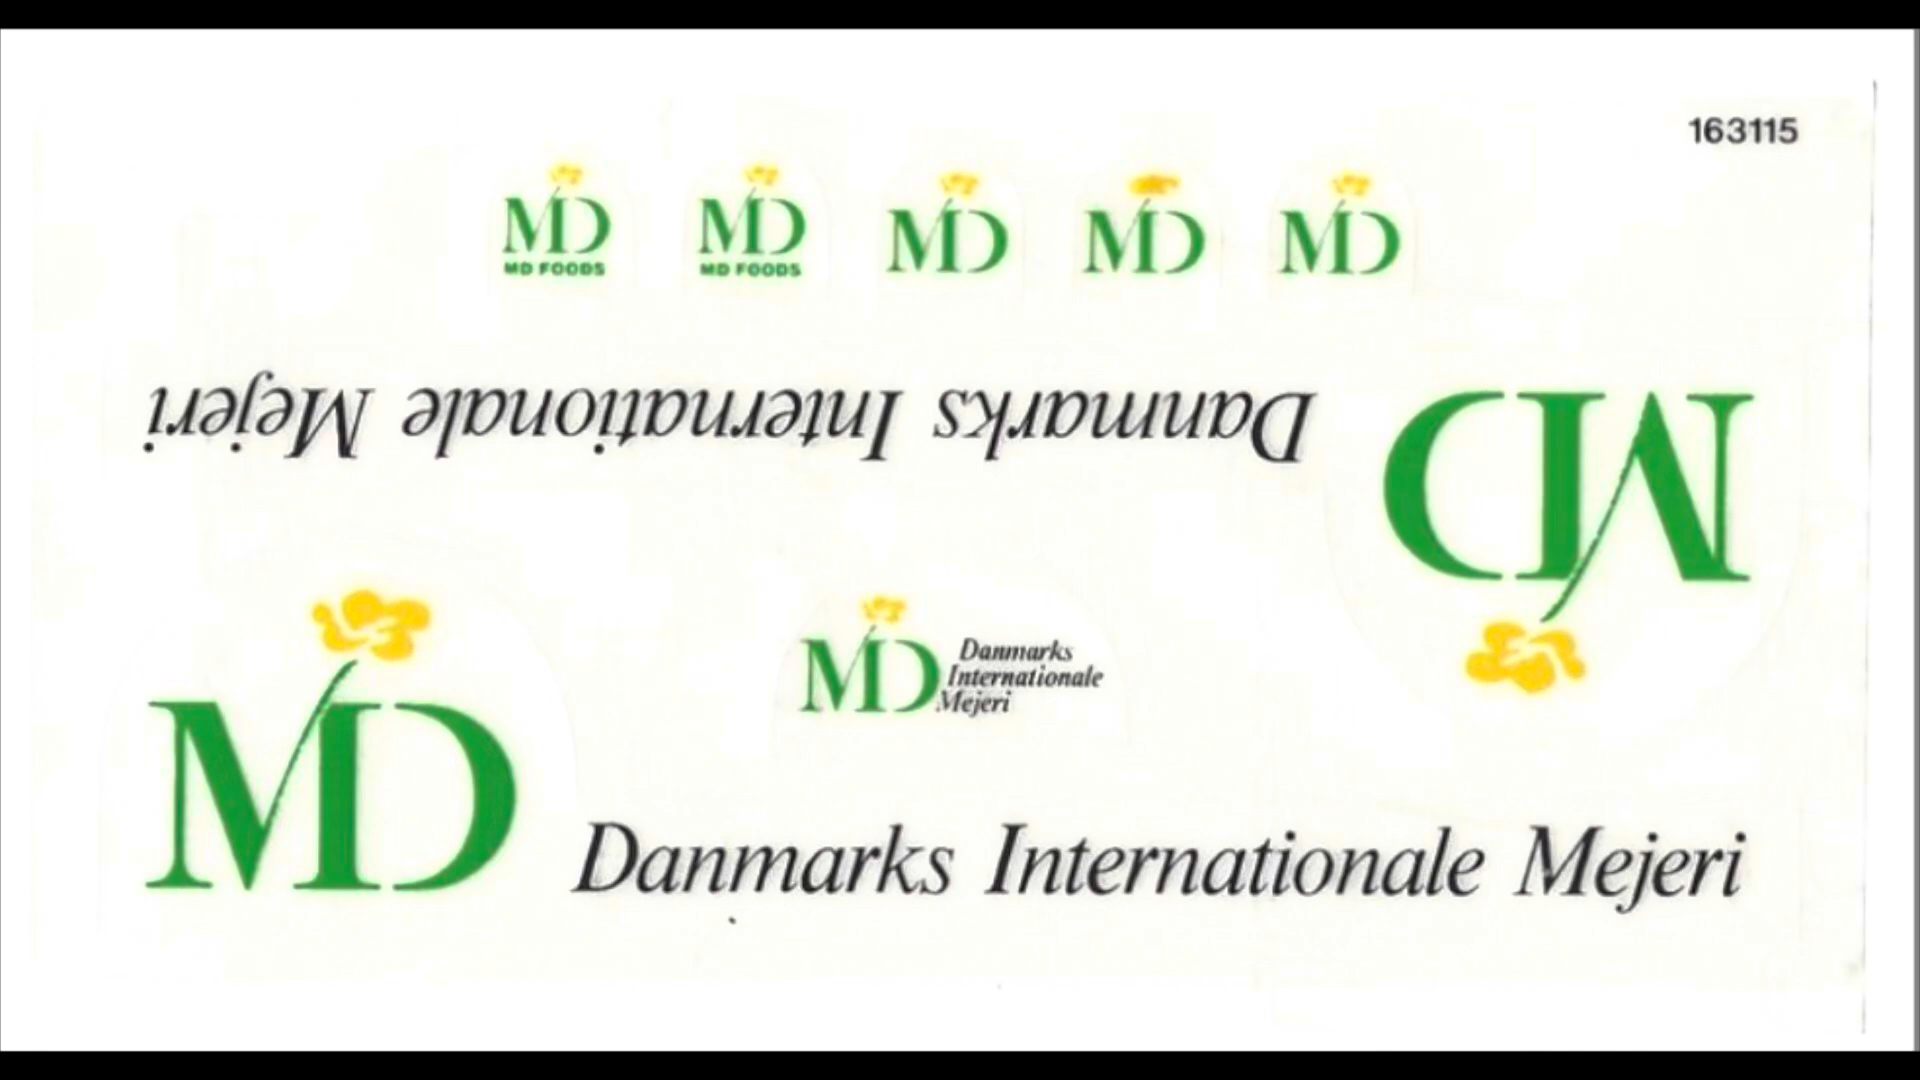 163115
MD MD MD MD MD
MD FOODS MD FOODS
Danmarks Internationale Mejeri
MD
MD
Danmarks
Internationale
Mejeri
MD
Danmarks Internationale Mejeri